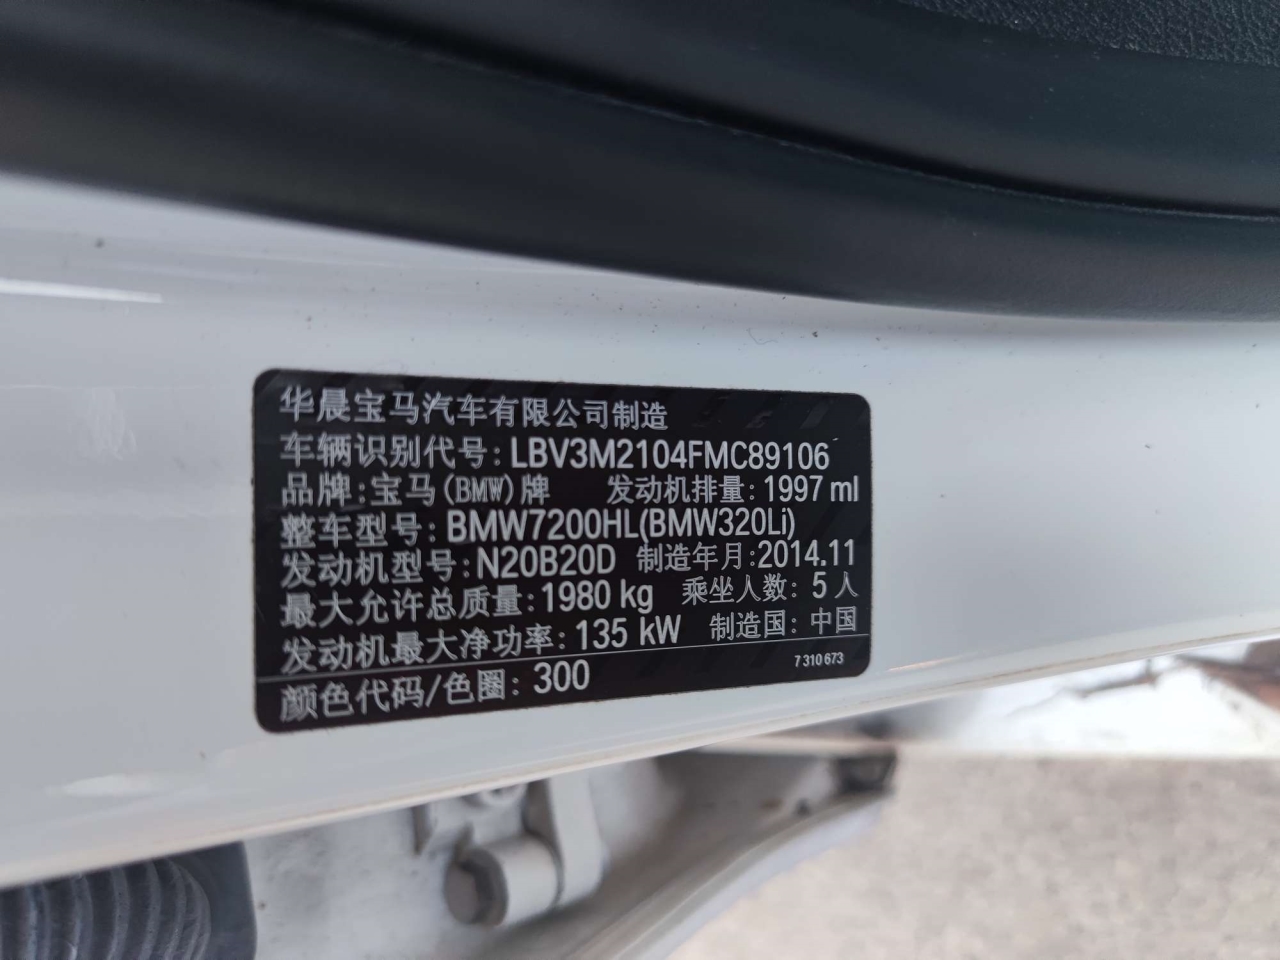 华晨宝马汽车有限公司制造
车辆识别代号: LBV3M2104FMC89106
品牌:宝马(BMW)牌 发动机排量: 1997 ml
整车型号: BMW7200HL(BMW320Li)
发动机型号: N20B20D 制造年月: 2014.11
最大允许总质量: 1980 kg 乘坐人数: 5 人
发动机最大净功率: 135 kW 制造国: 中国
7 310 673
颜色代码/色圈: 300